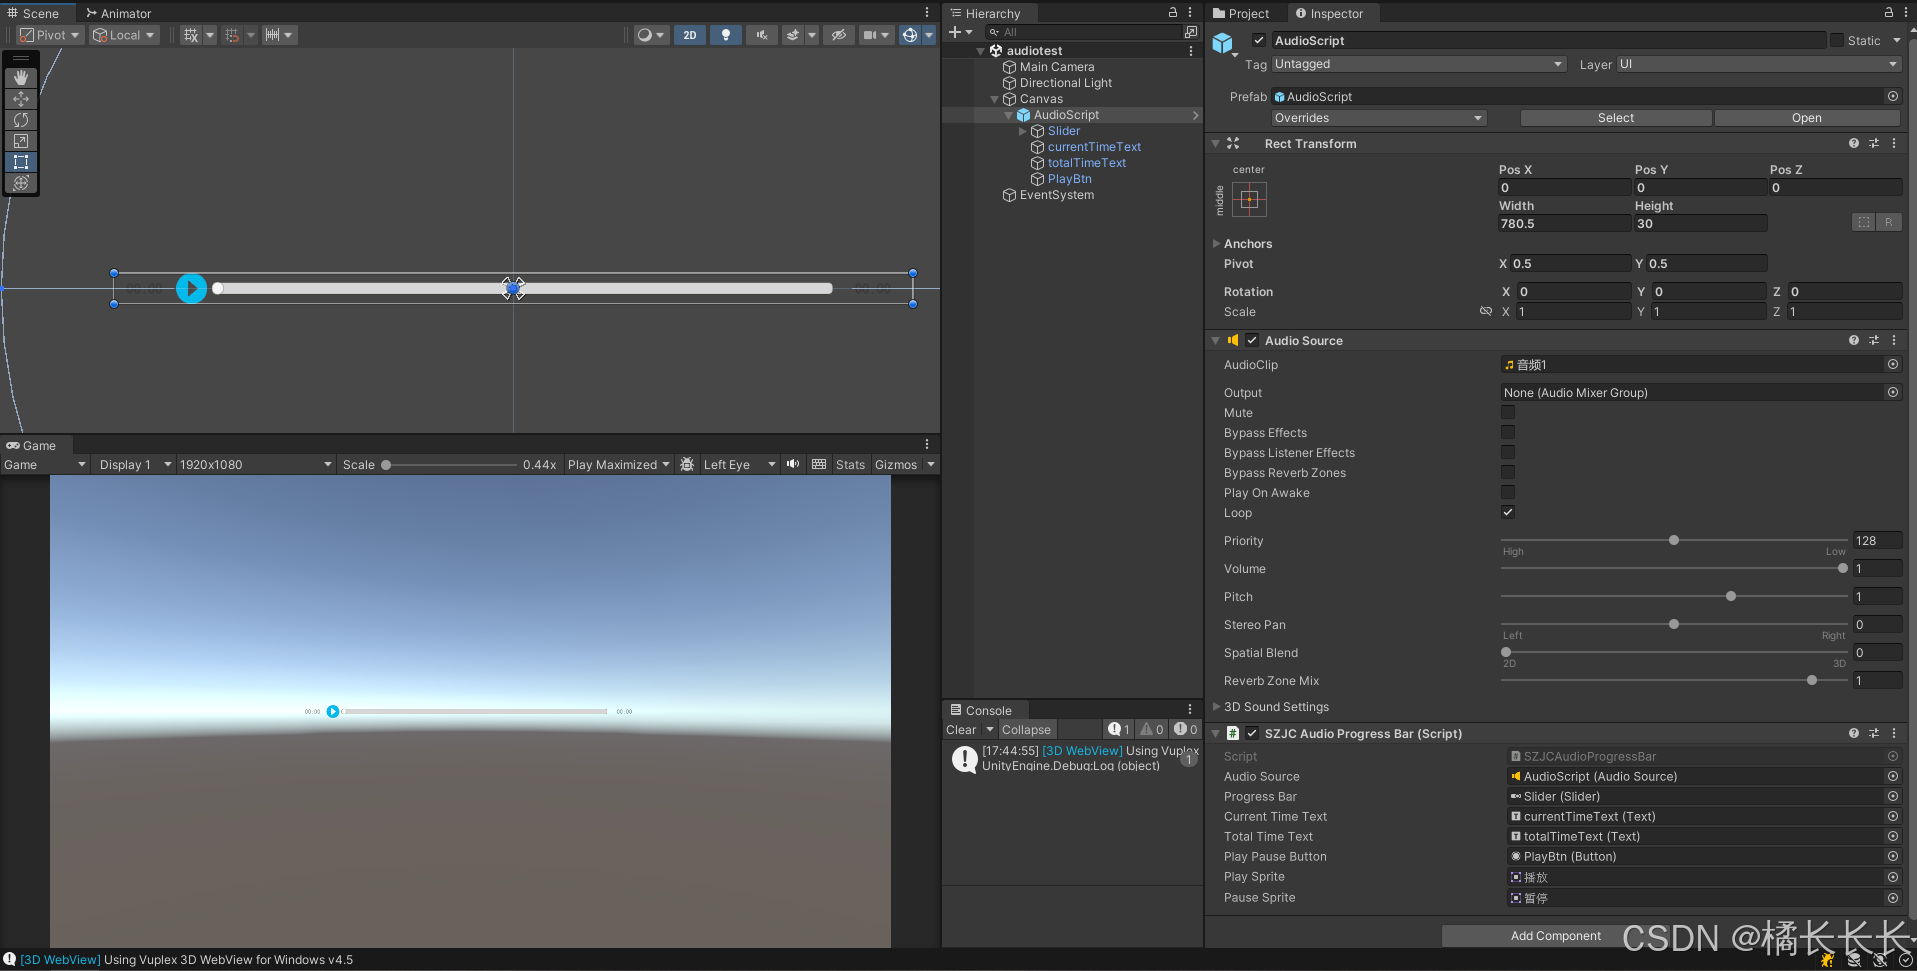 Scene
Animator
Pivot
Local
2D
00:00
00:00
Game
Game
Display 1
1920x1080
Scale
0.44x
Play Maximized
Left Eye
Stats
Gizmos
00:00
00:00
Hierarchy
All
audiotest
Main Camera
Directional Light
Canvas
AudioScript
Slider
currentTimeText
totalTimeText
PlayBtn
EventSystem
Console
Clear
Collapse
1
0
0
[17:44:55] [3D WebView] Using Vuplex
UnityEngine.Debug:Log (object)
1
Project
Inspector
AudioScript
Static
Tag Untagged
Layer UI
Prefab AudioScript
Overrides
Select
Open
Rect Transform
center
middle
Pos X Pos Y Pos Z
0 0 0
Width Height
780.5 30
R
Anchors
Pivot X 0.5 Y 0.5
Rotation X 0 Y 0 Z 0
Scale X 1 Y 1 Z 1
Audio Source
AudioClip 音频1
Output None (Audio Mixer Group)
Mute
Bypass Effects
Bypass Listener Effects
Bypass Reverb Zones
Play On Awake
Loop
Priority 128
High Low
Volume 1
Pitch 1
Stereo Pan 0
Left Right
Spatial Blend 0
2D 3D
Reverb Zone Mix 1
3D Sound Settings
SZJC Audio Progress Bar (Script)
Script SZJCAudioProgressBar
Audio Source AudioScript (Audio Source)
Progress Bar Slider (Slider)
Current Time Text currentTimeText (Text)
Total Time Text totalTimeText (Text)
Play Pause Button PlayBtn (Button)
Play Sprite 播放
Pause Sprite 暂停
Add Component
CSDN @橘长长长
[3D WebView] Using Vuplex 3D WebView for Windows v4.5